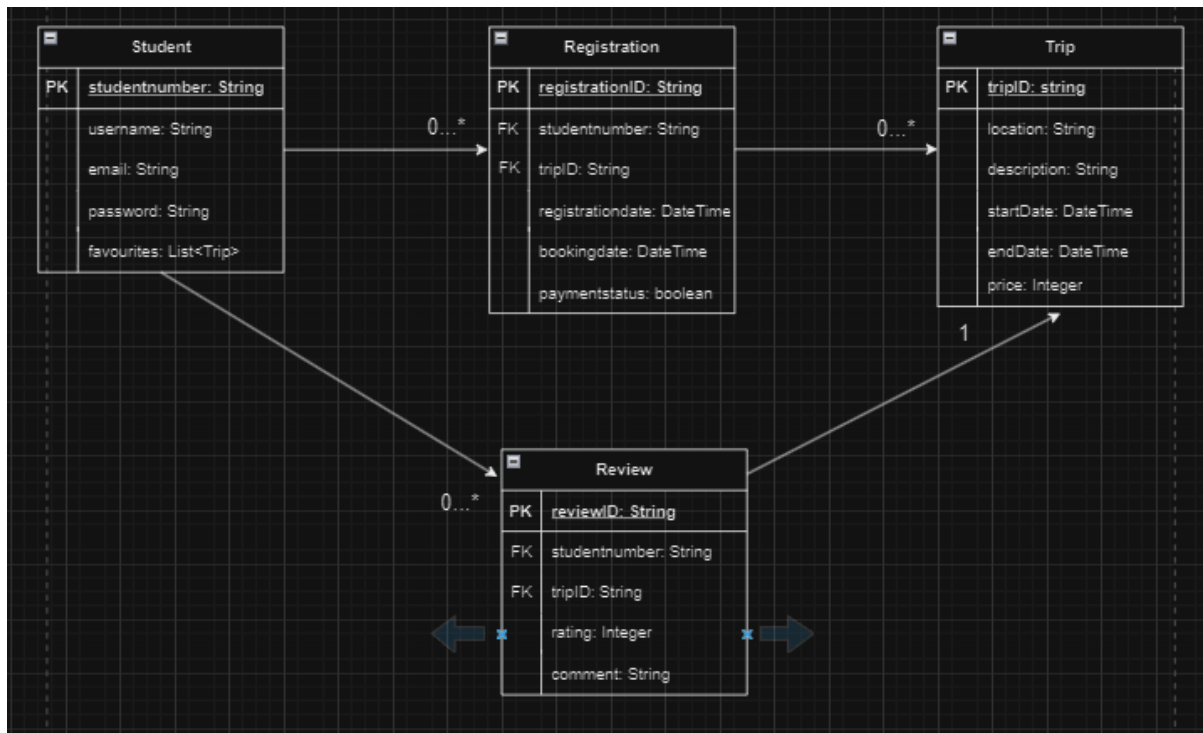 Student
PK studentnumber: String
username: String
email: String
password: String
favourites: List<Trip>
0...*
Registration
PK registrationID: String
FK studentnumber: String
FK tripID: String
registrationdate: DateTime
bookingdate: DateTime
paymentstatus: boolean
0...*
Trip
PK tripID: string
location: String
description: String
startDate: DateTime
endDate: DateTime
price: Integer
1
0...*
Review
PK reviewID: String
FK studentnumber: String
FK tripID: String
rating: Integer
comment: String